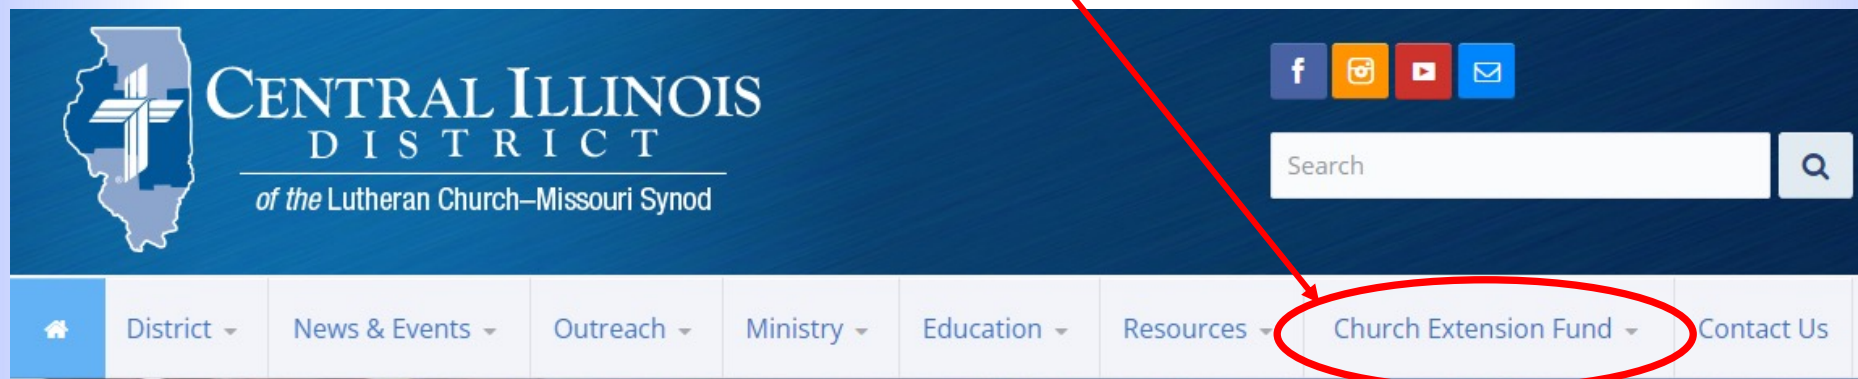 CENTRAL ILLINOIS
DISTRICT
of the Lutheran Church–Missouri Synod
f
Search
District
News & Events
Outreach
Ministry
Education
Resources
Church Extension Fund
Contact Us